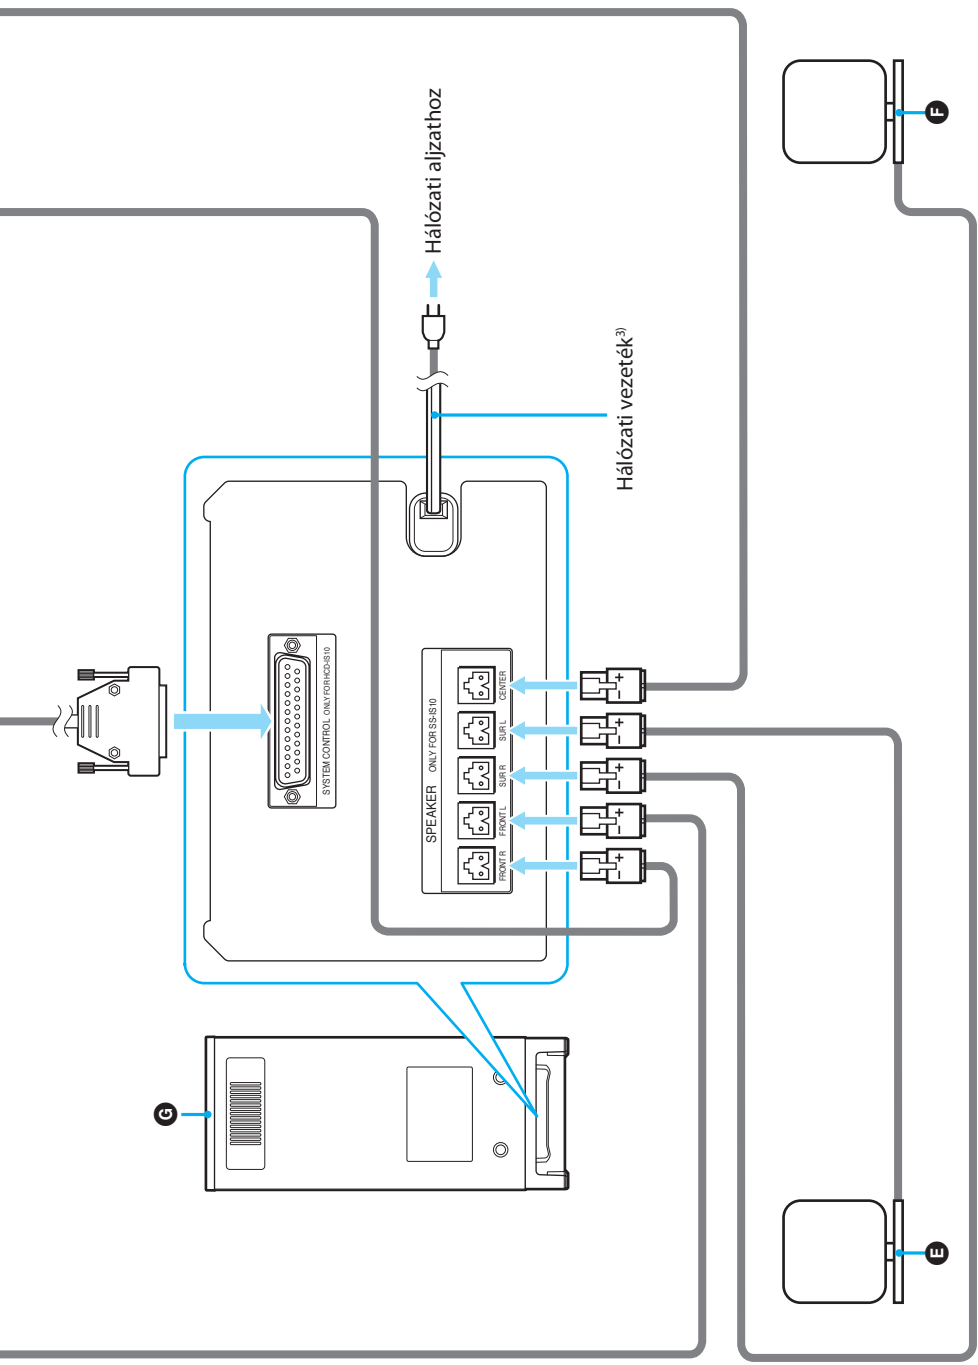 F
Hálózati aljzathoz
Hálózati vezeték3)
SYSTEM CONTROL ONLY FOR HCD-IS10
SPEAKER ONLY FOR SS-IS10
FRONT R
FRONT L
SUR R
SUR L
CENTER
− +
− +
− +
− +
− +
G
E